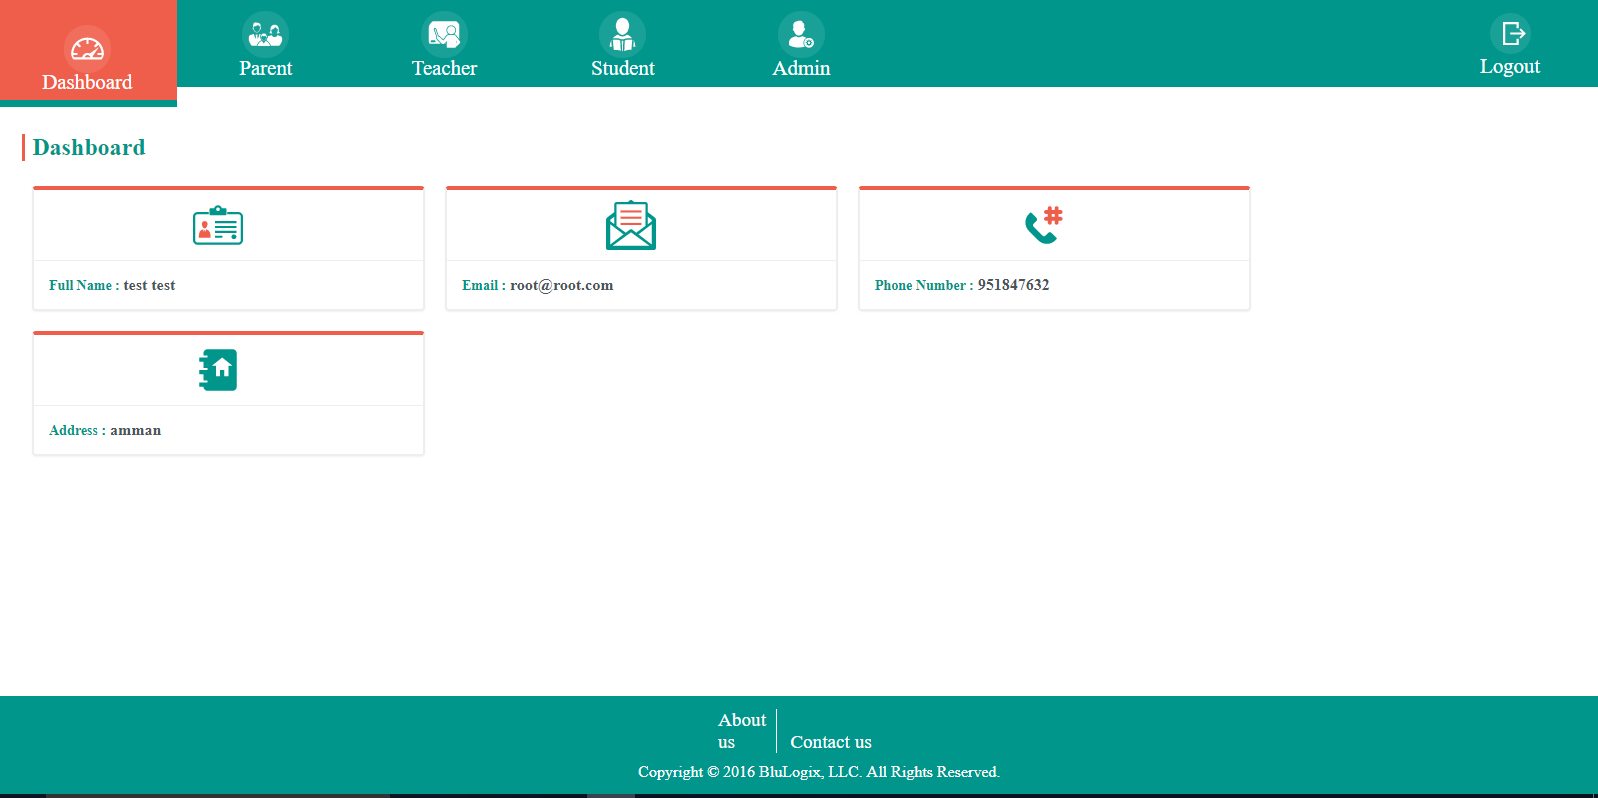 Dashboard
Parent
Teacher
Student
Admin
Logout
Dashboard
Full Name : test test
Email : root@root.com
Phone Number : 951847632
Address : amman
About
us
Contact us
Copyright © 2016 BluLogix, LLC. All Rights Reserved.